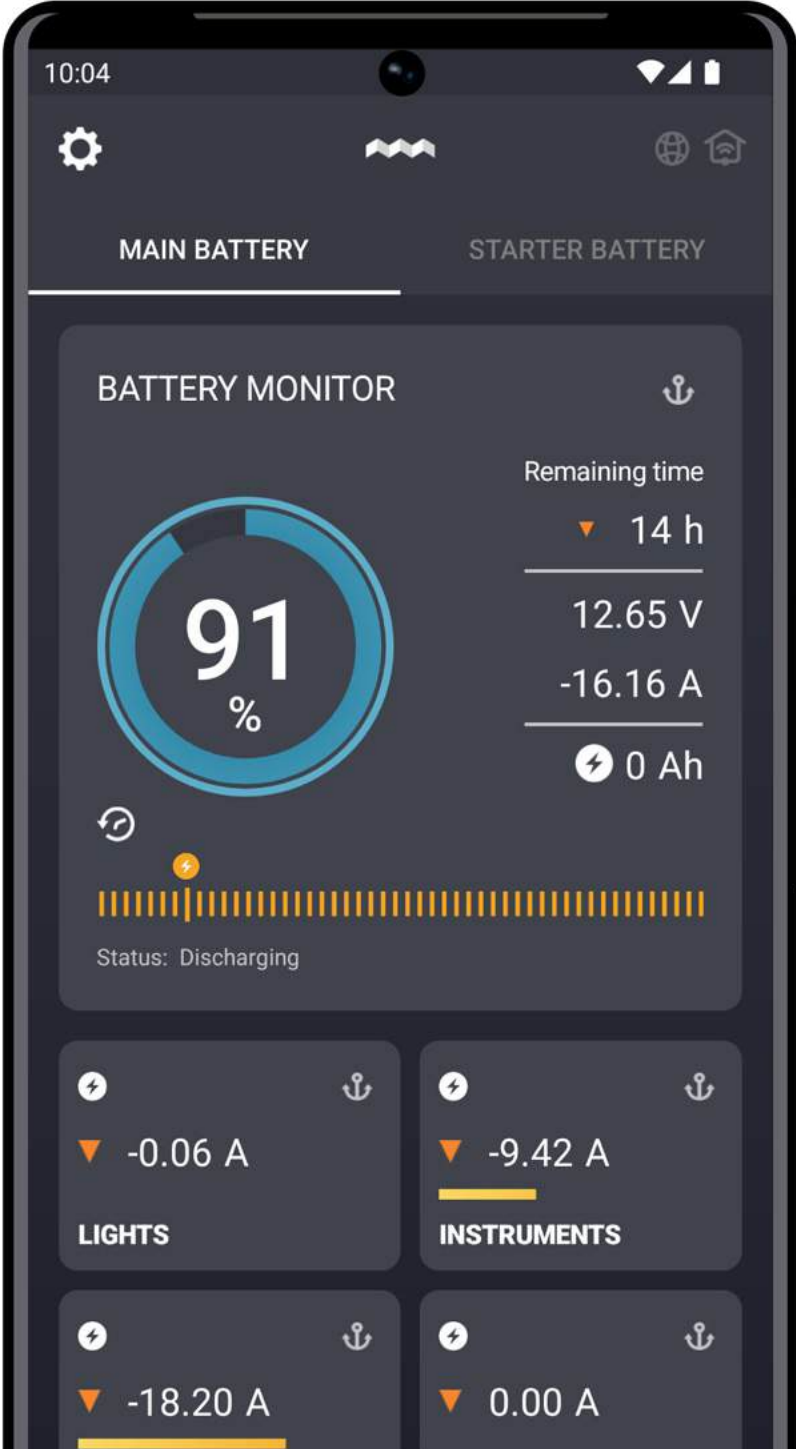 10:04
MAIN BATTERY
STARTER BATTERY
BATTERY MONITOR
Remaining time
14 h
91
%
12.65 V
-16.16 A
0 Ah
Status: Discharging
-0.06 A
LIGHTS
-9.42 A
INSTRUMENTS
-18.20 A
0.00 A